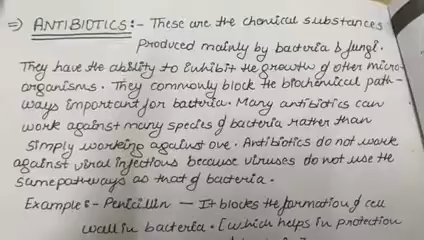 ⇒ ANTIBIOTICS :- These are the chemical substances
produced mainly by bacteria & fungi.
They have the ability to inhibit the growth of other micro-
organisms. They commonly block the biochemical path-
ways important for bacteria. Many antibiotics can
work against many species of bacteria rather than
simply working against one. Antibiotics do not work
against viral infections because viruses do not use the
same pathways as that of bacteria.
Example :- Penicillin — It blocks the formation of cell
wall in bacteria. [which helps in protection